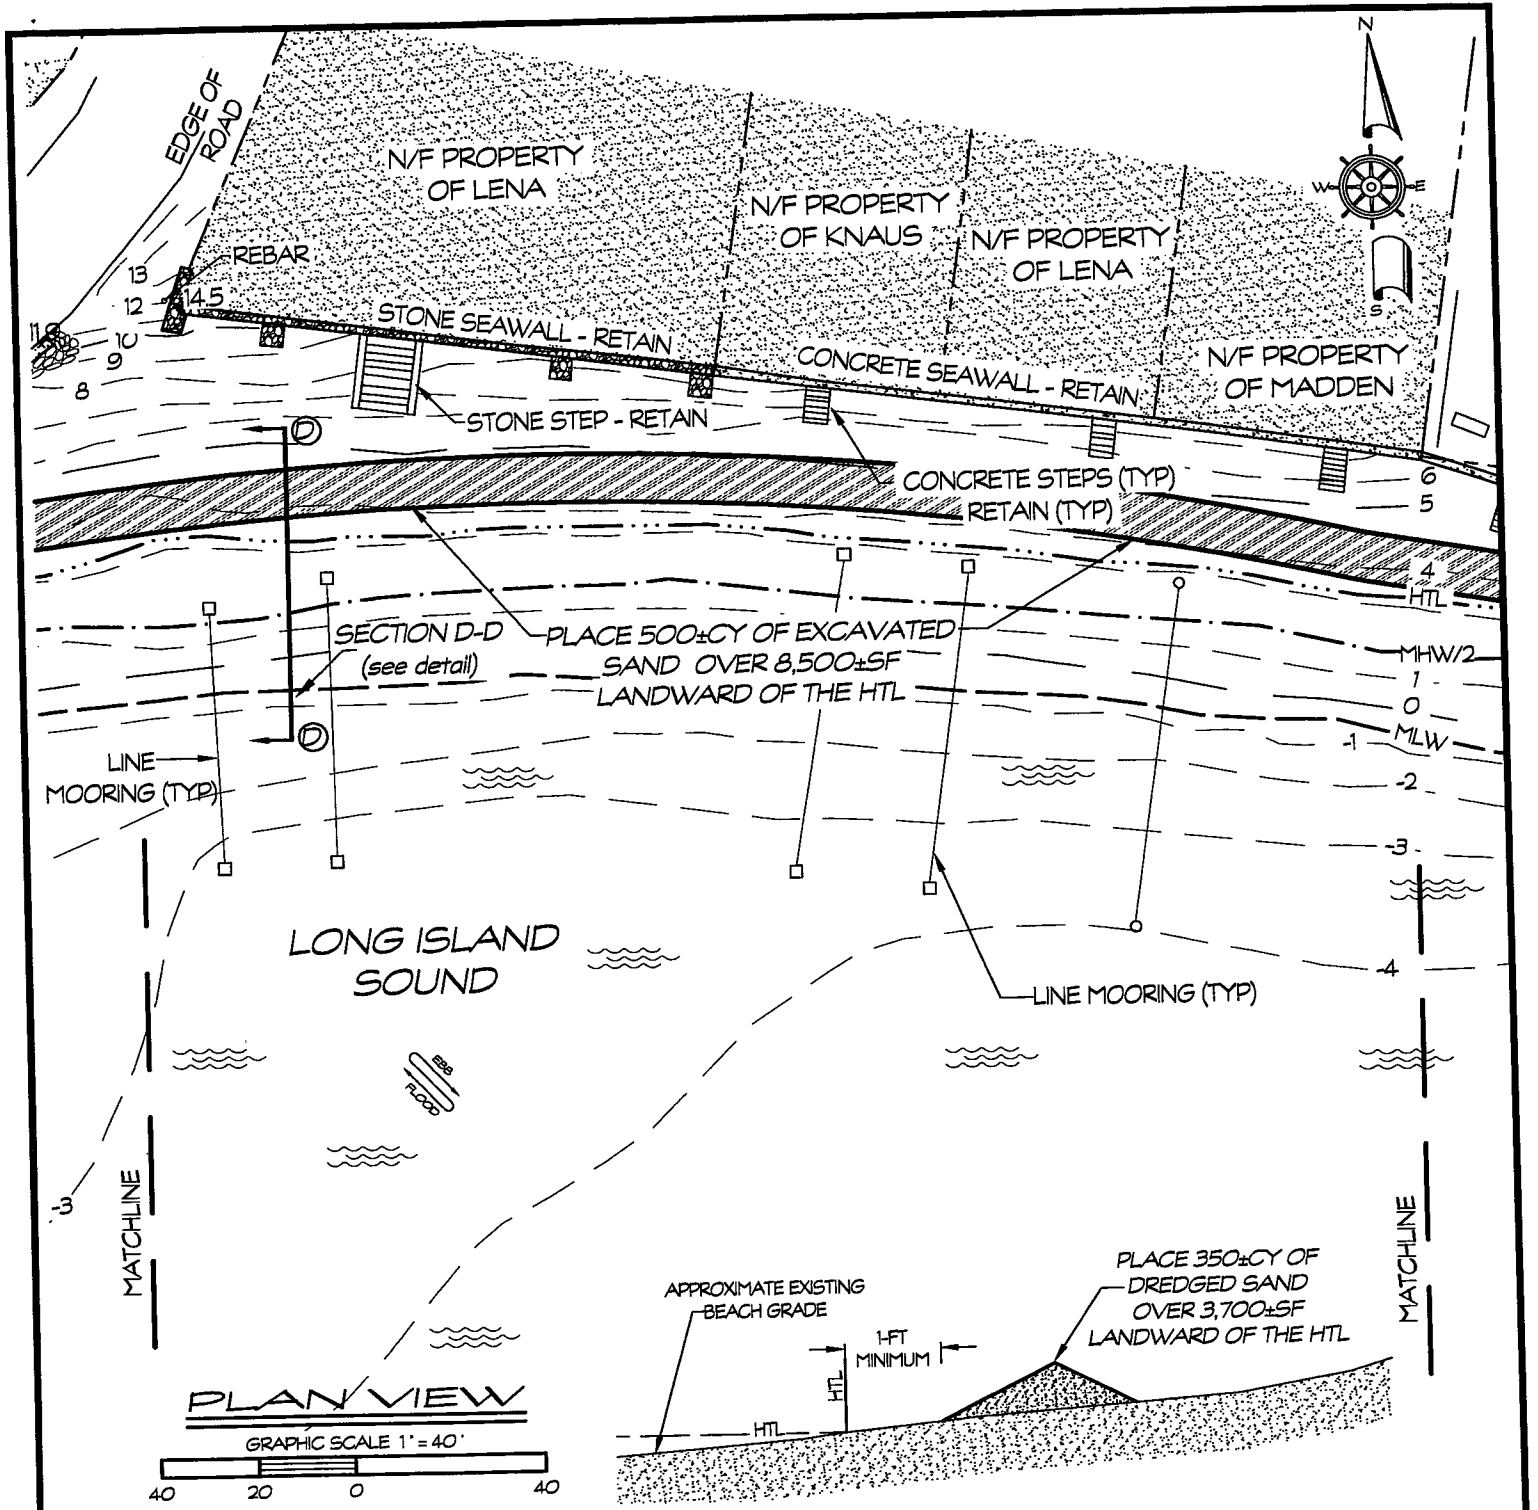 N
EDGE OF
ROAD
N/F PROPERTY
OF LENA
N/F PROPERTY
OF KNAUS
N/F PROPERTY
OF LENA
W
E
S
REBAR
13
12
14.5
11
10
9
8
STONE SEAWALL - RETAIN
CONCRETE SEAWALL - RETAIN
N/F PROPERTY
OF MADDEN
STONE STEP - RETAIN
D
CONCRETE STEPS (TYP)
RETAIN (TYP)
6
5
4
HTL
SECTION D-D
(see detail)
PLACE 500±CY OF EXCAVATED
SAND OVER 8,500±SF
LANDWARD OF THE HTL
MHW/2
1
0
MLW
-1
-2
-3
-4
D
LINE
MOORING (TYP)
LONG ISLAND
SOUND
LINE MOORING (TYP)
EBB
FLOOD
-3
MATCHLINE
MATCHLINE
APPROXIMATE EXISTING
BEACH GRADE
1-FT
MINIMUM
HTL
HTL
PLACE 350±CY OF
DREDGED SAND
OVER 3,700±SF
LANDWARD OF THE HTL
PLAN VIEW
GRAPHIC SCALE 1'=40'
40 20 0 40